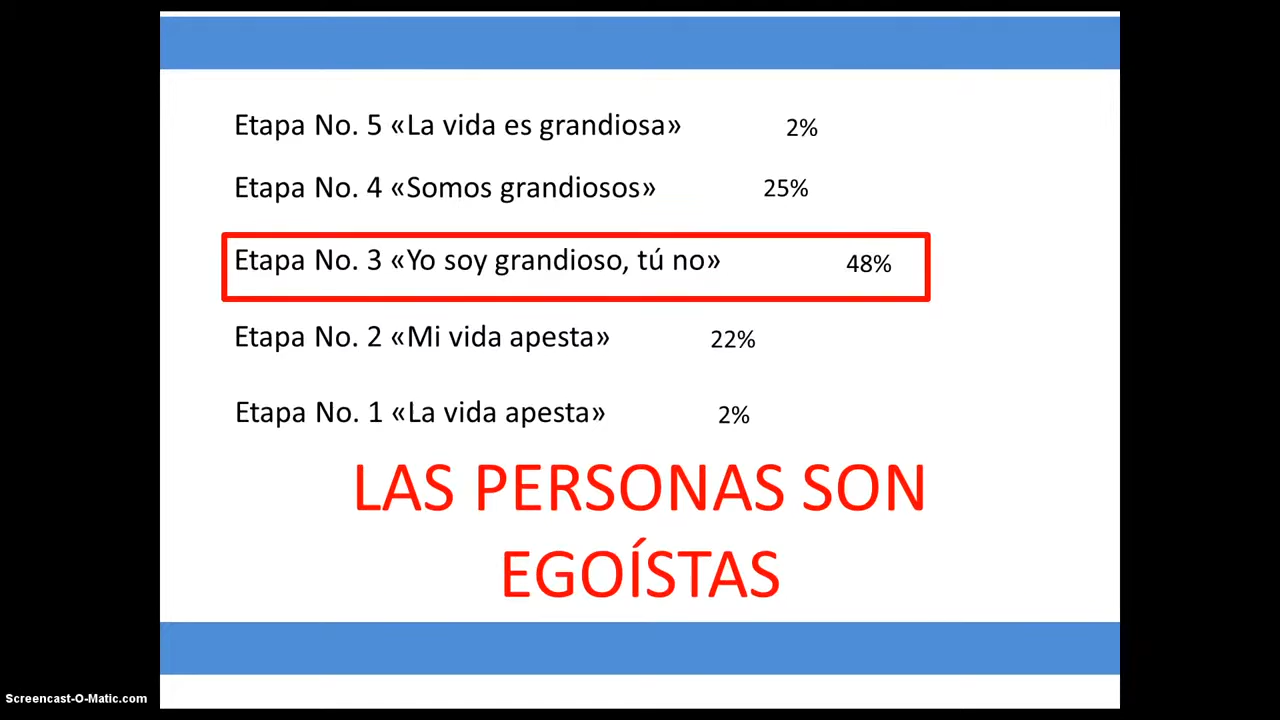 Etapa No. 5 «La vida es grandiosa» 2%
Etapa No. 4 «Somos grandiosos» 25%
Etapa No. 3 «Yo soy grandioso, tú no» 48%
Etapa No. 2 «Mi vida apesta» 22%
Etapa No. 1 «La vida apesta» 2%
LAS PERSONAS SON
EGOÍSTAS
Screencast-O-Matic.com